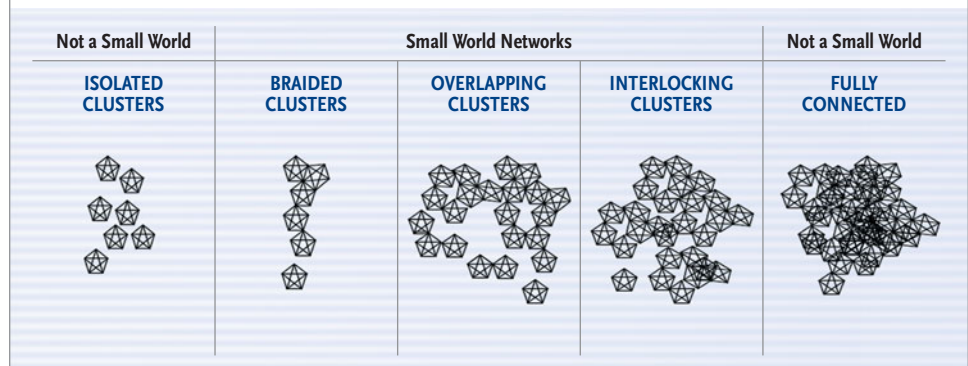 Not a Small World
Small World Networks
Not a Small World
ISOLATED
CLUSTERS
BRAIDED
CLUSTERS
OVERLAPPING
CLUSTERS
INTERLOCKING
CLUSTERS
FULLY
CONNECTED